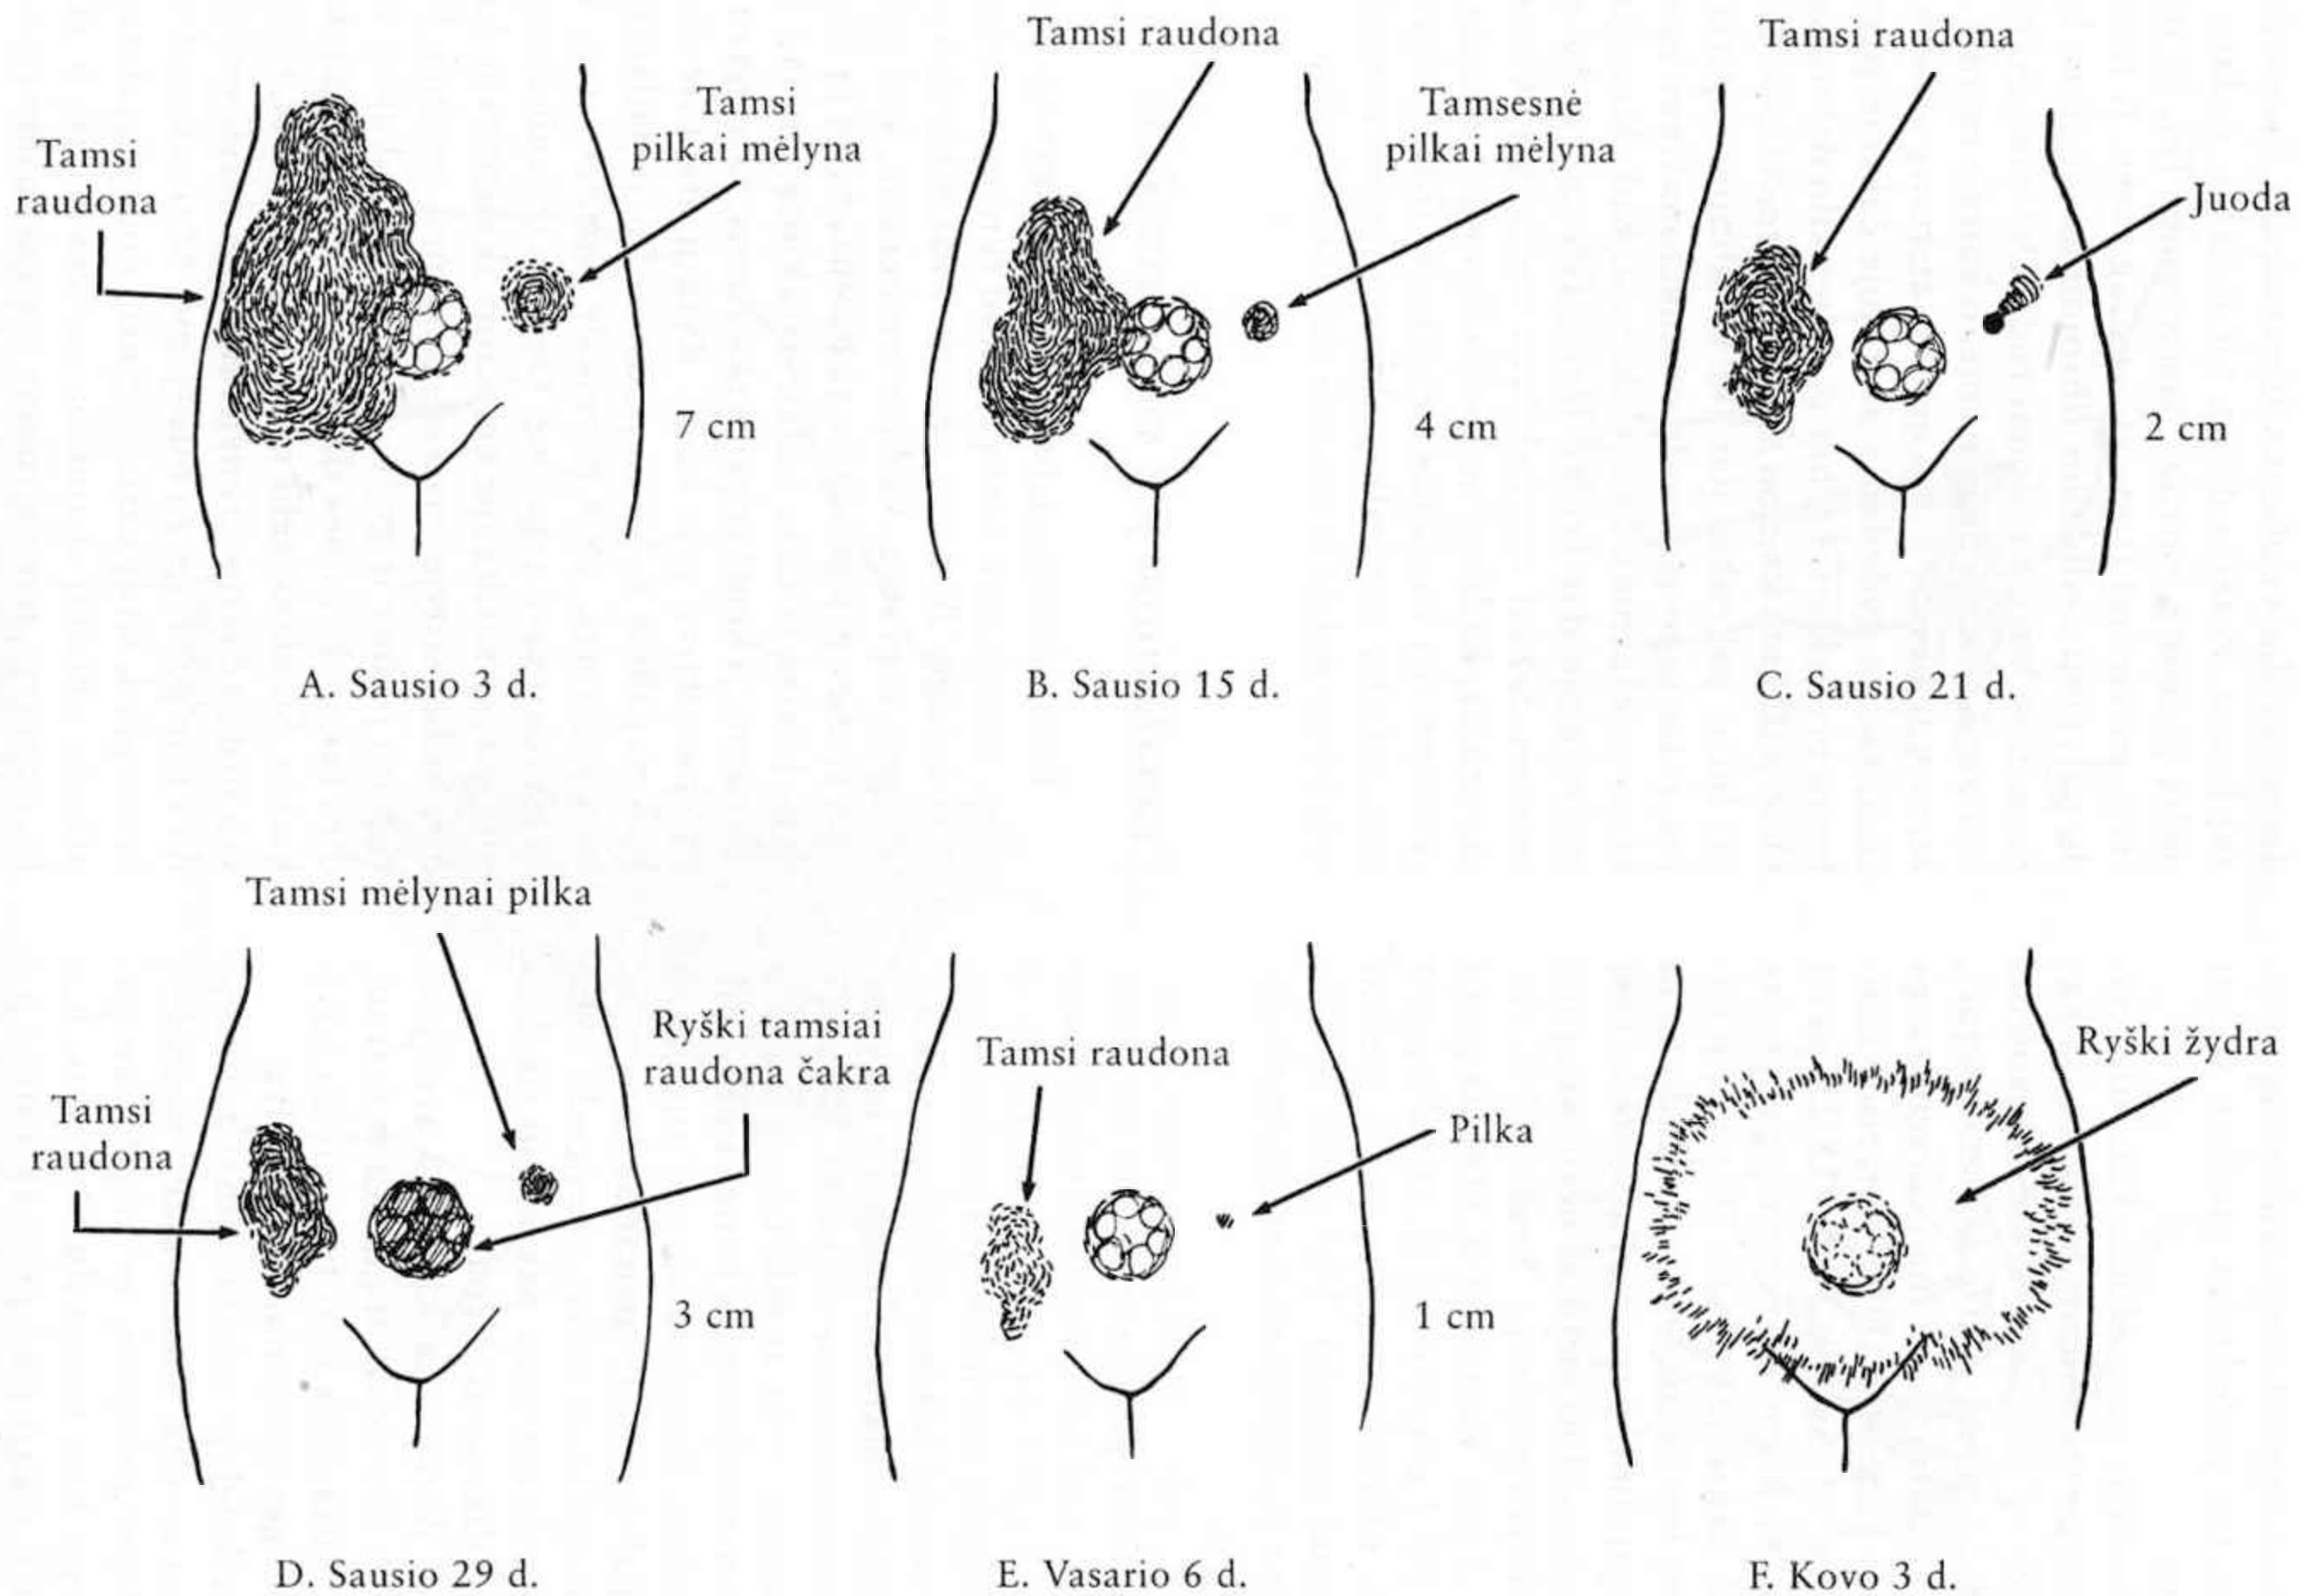 Tamsi
raudona
Tamsi
pilkai mėlyna
7 cm
A. Sausio 3 d.
Tamsi raudona
Tamsesnė
pilkai mėlyna
4 cm
B. Sausio 15 d.
Tamsi raudona
Juoda
2 cm
C. Sausio 21 d.
Tamsi mėlynai pilka
Ryški tamsiai
raudona čakra
Tamsi
raudona
3 cm
D. Sausio 29 d.
Tamsi raudona
Pilka
1 cm
E. Vasario 6 d.
Ryški žydra
F. Kovo 3 d.